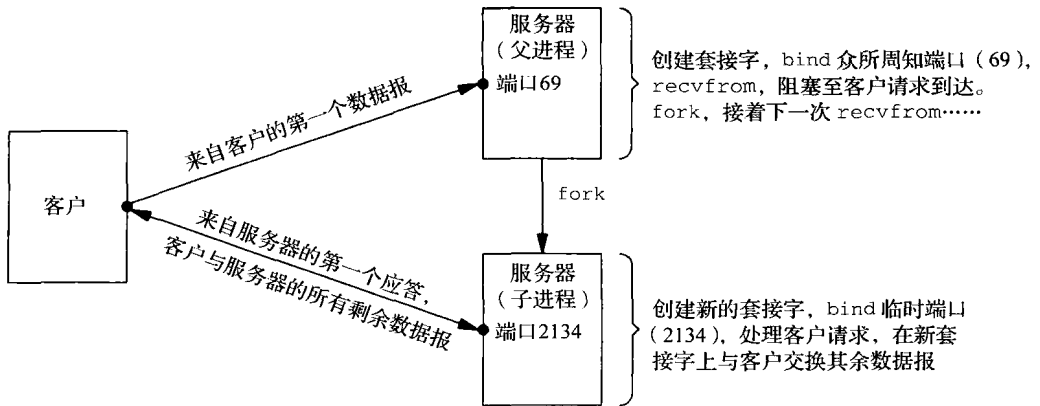 服务器
（父进程）
端口69
创建套接字，bind 众所周知端口（69），
recvfrom，阻塞至客户请求到达。
fork，接着下一次 recvfrom……
来自客户的第一个数据报
客户
fork
来自服务器的第一个应答，
客户与服务器的所有剩余数据报
服务器
（子进程）
端口2134
创建新的套接字，bind 临时端口
（2134），处理客户请求，在新套
接字上与客户交换其余数据报